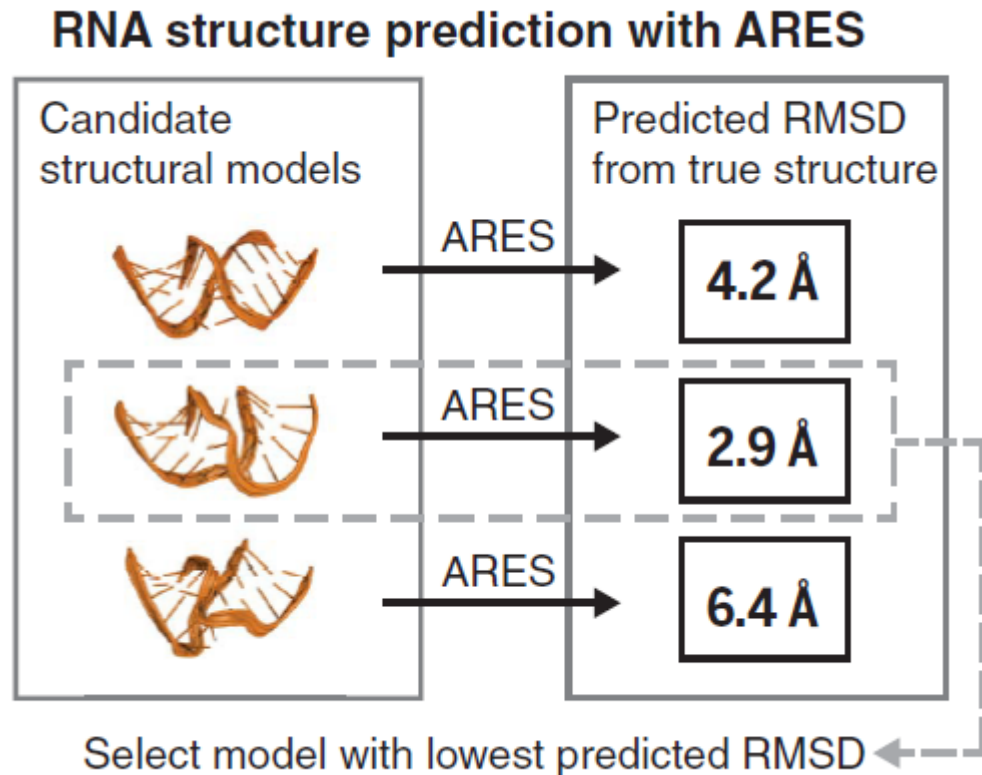 RNA structure prediction with ARES
Candidate
structural models
Predicted RMSD
from true structure
ARES
4.2 Å
ARES
2.9 Å
ARES
6.4 Å
Select model with lowest predicted RMSD